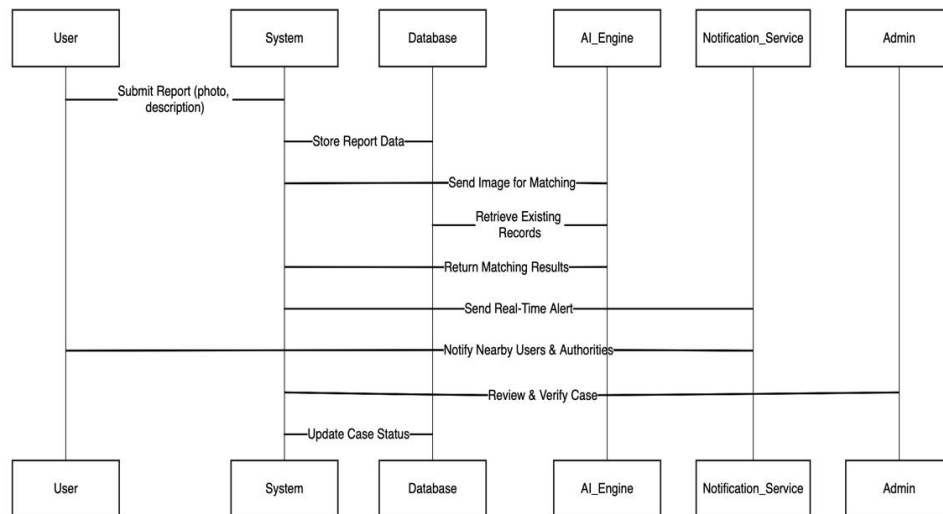 User
System
Database
AI_Engine
Notification_Service
Admin
Submit Report (photo,
description)
Store Report Data
Send Image for Matching
Retrieve Existing
Records
Return Matching Results
Send Real-Time Alert
Notify Nearby Users & Authorities
Review & Verify Case
Update Case Status
User
System
Database
AI_Engine
Notification_Service
Admin